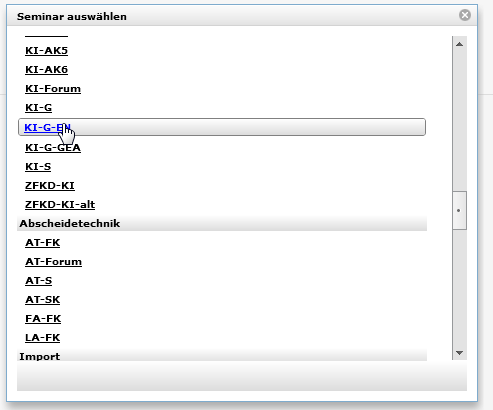 Seminar auswählen
KI-AK5
KI-AK6
KI-Forum
KI-G
KI-G-EN
KI-G-GEA
KI-S
ZFKD-KI
ZFKD-KI-alt
Abscheidetechnik
AT-FK
AT-Forum
AT-S
AT-SK
FA-FK
LA-FK
Import